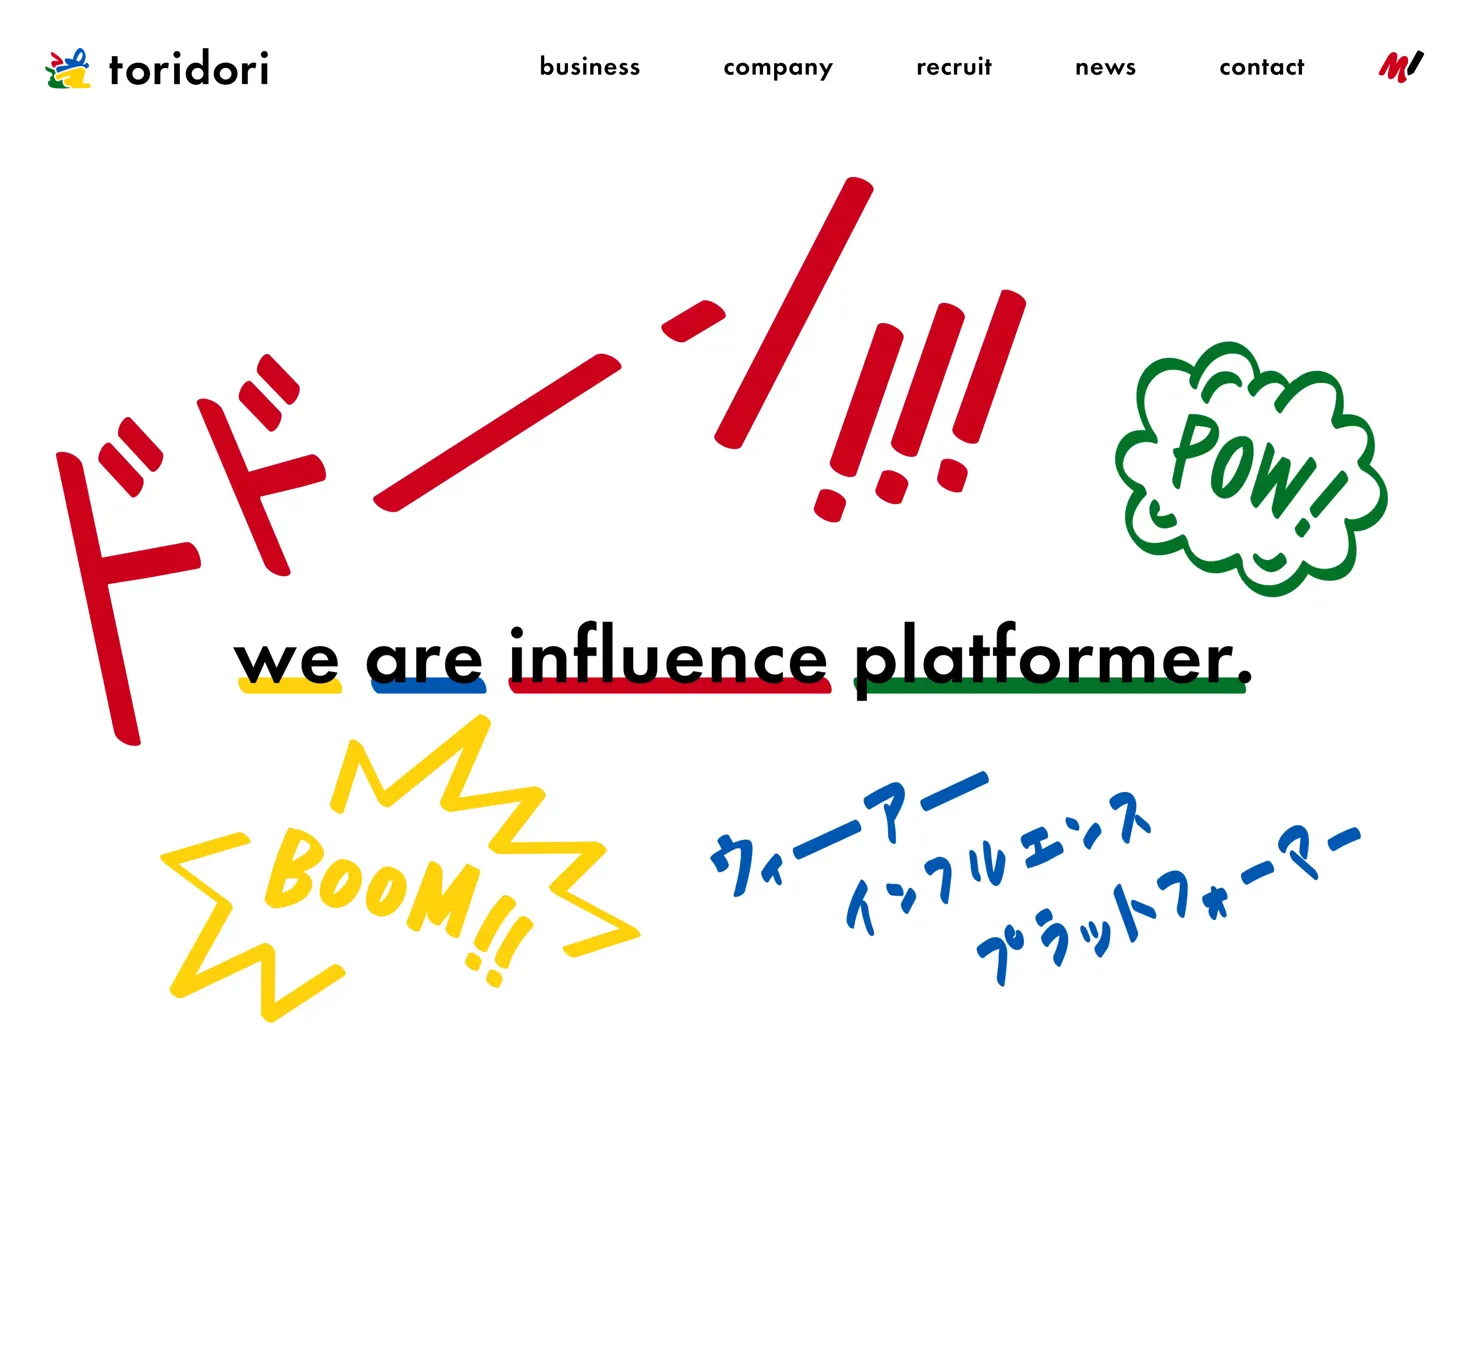 toridori
business
company
recruit
news
contact
ドドーン!!!
POW!
we are influence platformer.
BOOM!!
ウィーアー
インフルエンス
プラットフォーマー